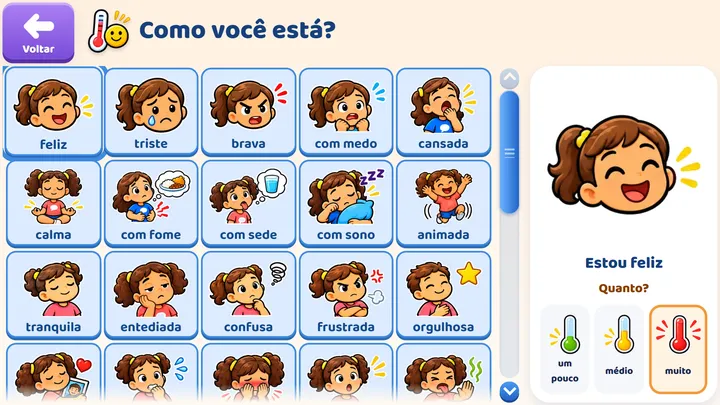 Voltar
Como você está?
feliz
triste
brava
com medo
cansada
calma
com fome
com sede
zzz
com sono
animada
tranquila
entediada
confusa
frustrada
orgulhosa
Estou feliz
Quanto?
um
pouco
médio
muito